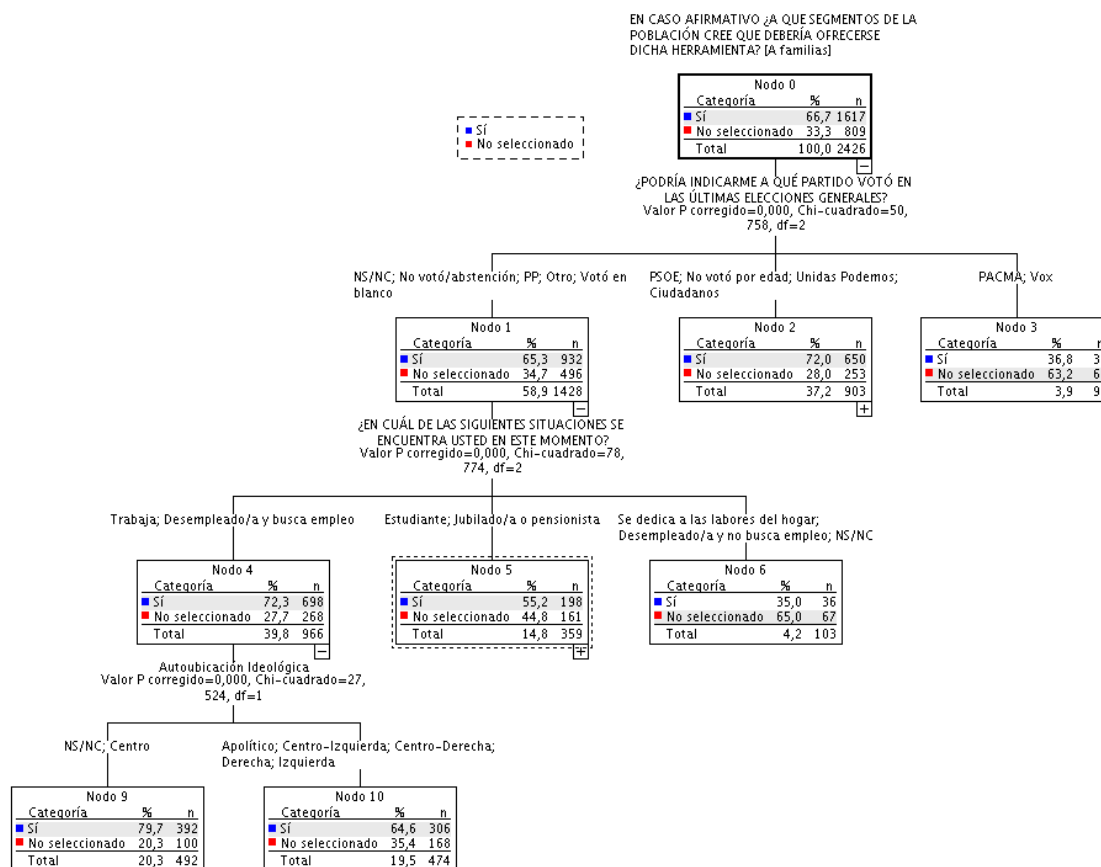 EN CASO AFIRMATIVO ¿A QUE SEGMENTOS DE LA
POBLACIÓN CREE QUE DEBERÍA OFRECERSE
DICHA HERRAMIENTA? [A familias]
Nodo 0
Categoría % n
Sí 66,7 1617
No seleccionado 33,3 809
Total 100,0 2426
Sí
No seleccionado
¿PODRÍA INDICARME A QUÉ PARTIDO VOTÓ EN
LAS ÚLTIMAS ELECCIONES GENERALES?
Valor P corregido=0,000, Chi-cuadrado=50,
758, df=2
NS/NC; No votó/abstención; PP; Otro; Votó en
blanco
Nodo 1
Categoría % n
Sí 65,3 932
No seleccionado 34,7 496
Total 58,9 1428
PSOE; No votó por edad; Unidas Podemos;
Ciudadanos
Nodo 2
Categoría % n
Sí 72,0 650
No seleccionado 28,0 253
Total 37,2 903
PACMA; Vox
Nodo 3
Categoría %
Sí 36,8
No seleccionado 63,2
Total 3,9
¿EN CUÁL DE LAS SIGUIENTES SITUACIONES SE
ENCUENTRA USTED EN ESTE MOMENTO?
Valor P corregido=0,000, Chi-cuadrado=78,
774, df=2
Trabaja; Desempleado/a y busca empleo
Nodo 4
Categoría % n
Sí 72,3 698
No seleccionado 27,7 268
Total 39,8 966
Estudiante; Jubilado/a o pensionista
Nodo 5
Categoría % n
Sí 55,2 198
No seleccionado 44,8 161
Total 14,8 359
Se dedica a las labores del hogar;
Desempleado/a y no busca empleo; NS/NC
Nodo 6
Categoría % n
Sí 35,0 36
No seleccionado 65,0 67
Total 4,2 103
Autoubicación Ideológica
Valor P corregido=0,000, Chi-cuadrado=27,
524, df=1
NS/NC; Centro
Nodo 9
Categoría % n
Sí 79,7 392
No seleccionado 20,3 100
Total 20,3 492
Apolítico; Centro-Izquierda; Centro-Derecha;
Derecha; Izquierda
Nodo 10
Categoría % n
Sí 64,6 306
No seleccionado 35,4 168
Total 19,5 474